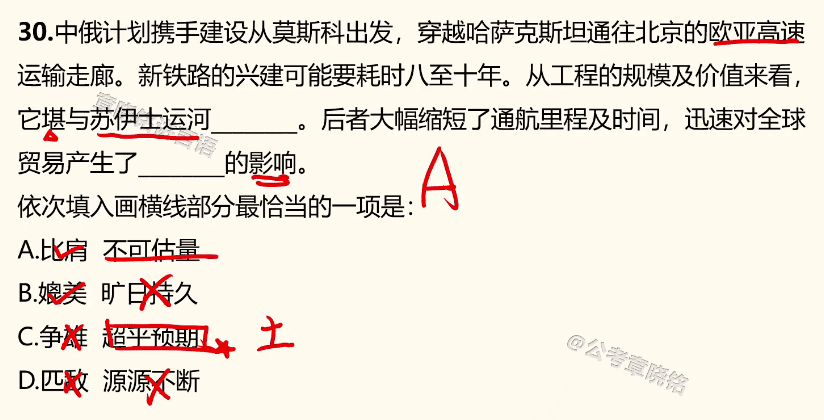 30.中俄计划携手建设从莫斯科出发，穿越哈萨克斯坦通往北京的欧亚高速
运输走廊。新铁路的兴建可能要耗时八至十年。从工程的规模及价值来看，
它堪与苏伊士运河________。后者大幅缩短了通航里程及时间，迅速对全球
贸易产生了________的影响。
A
依次填入画横线部分最恰当的一项是：
A.比肩 不可估量
B.媲美 旷日持久
C.争雄 超乎预期
土
D.匹敌 源源不断
@公考章晓铭